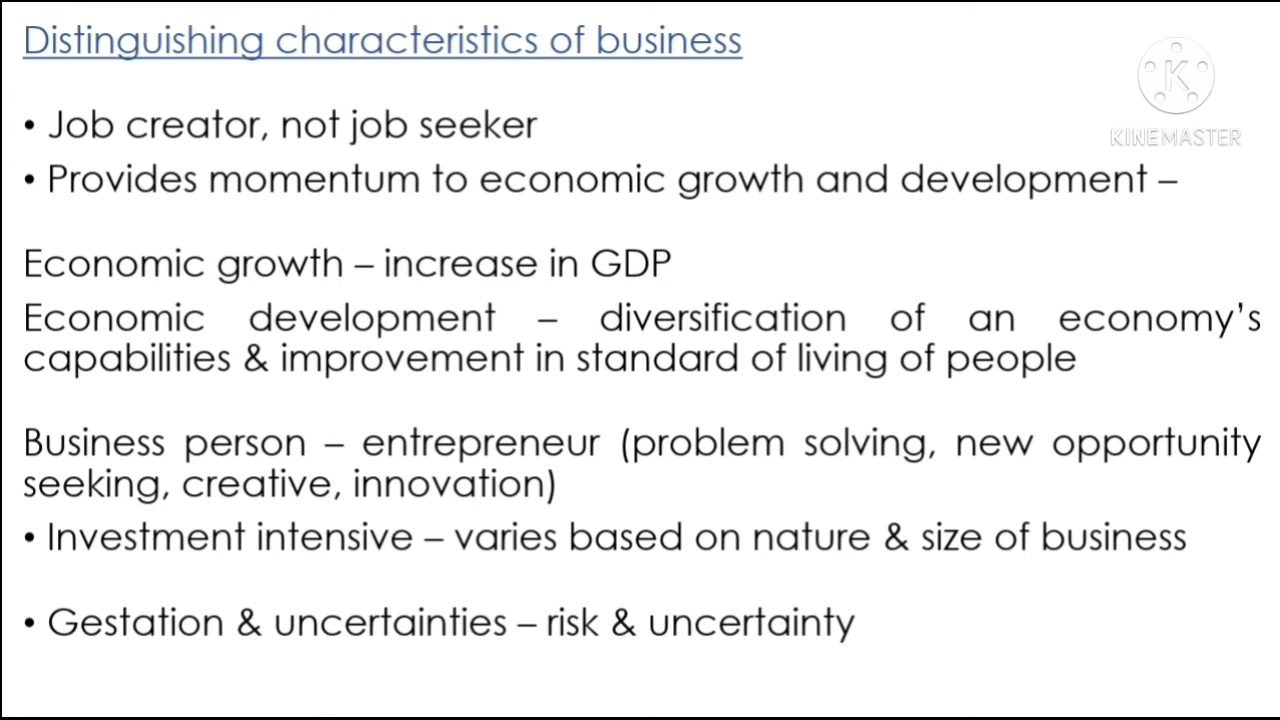 Distinguishing characteristics of business
K
KINEMASTER
• Job creator, not job seeker
• Provides momentum to economic growth and development –
Economic growth – increase in GDP
Economic development – diversification of an economy’s
capabilities & improvement in standard of living of people
Business person – entrepreneur (problem solving, new opportunity
seeking, creative, innovation)
• Investment intensive – varies based on nature & size of business
• Gestation & uncertainties – risk & uncertainty